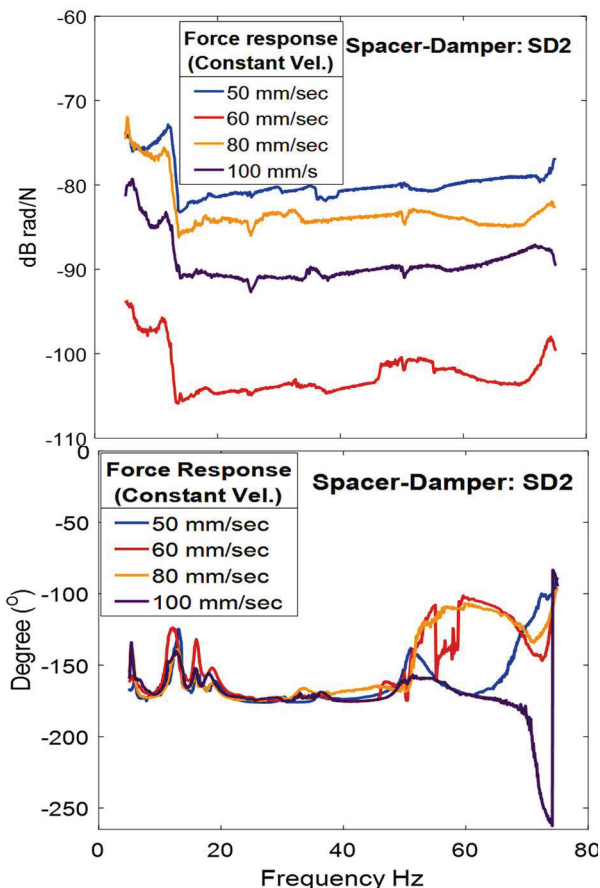 -60
-70
-80
-90
-100
-110
dB rad/N
Force response
(Constant Vel.)
50 mm/sec
60 mm/sec
80 mm/sec
100 mm/s
Spacer-Damper: SD2
0
-50
-100
-150
-200
-250
Degree (⁰)
Force Response
(Constant Vel.)
50 mm/sec
60 mm/sec
80 mm/sec
100 mm/sec
Spacer-Damper: SD2
0 20 40 60 80
Frequency Hz